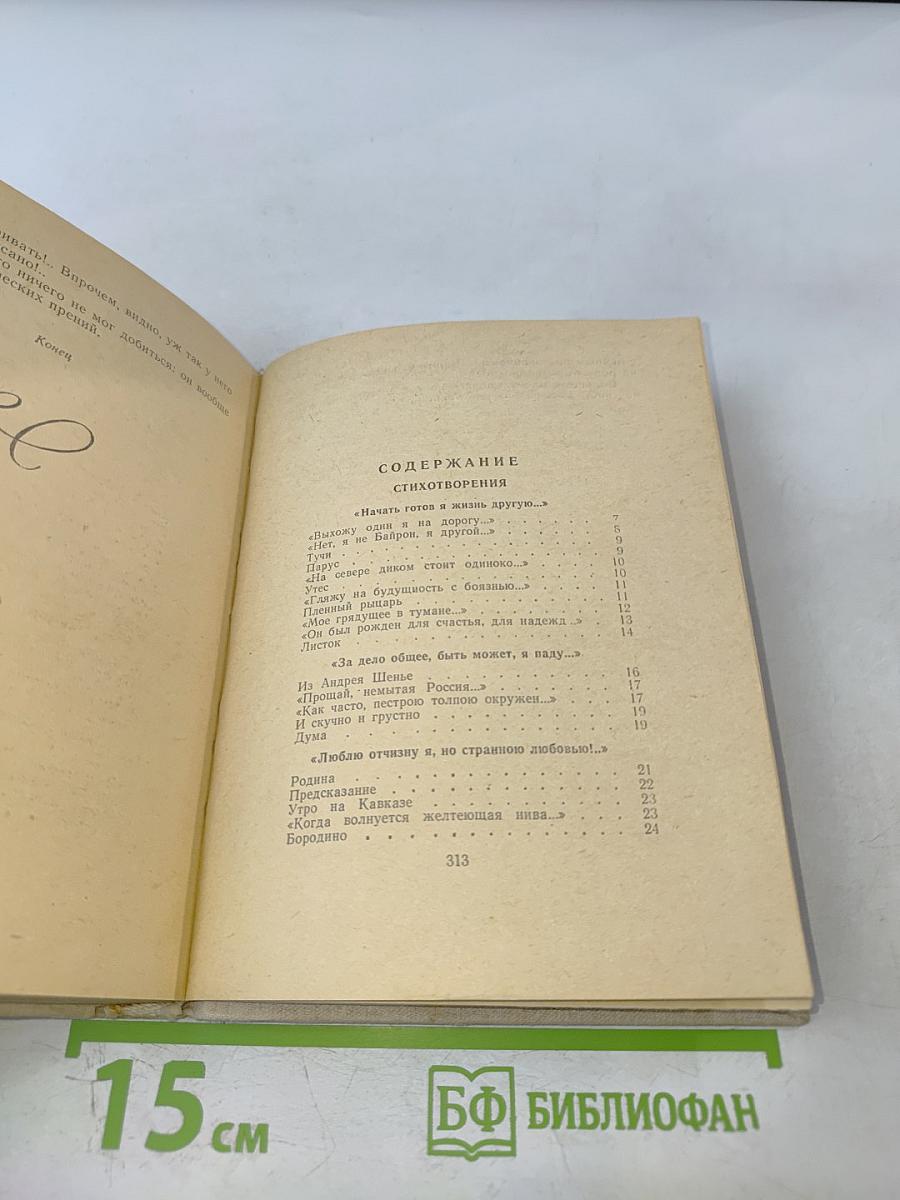 ивать!.. Впрочем, видно, уж так у него
сано!..
го ничего не мог добиться: он вообще
ческих прений.
Конец
СОДЕРЖАНИЕ
СТИХОТВОРЕНИЯ
«Начать готов я жизнь другую...»
«Выхожу один я на дорогу...» . . . . . . 7
«Нет, я не Байрон, я другой...» . . . . . . 8
Тучи . . . . . . . . . . . . . 9
Парус . . . . . . . . . . . . . 9
«На севере диком стоит одиноко...» . . . . 10
Утес . . . . . . . . . . . . . 10
«Гляжу на будущность с боязнью...» . . . . 11
Пленный рыцарь . . . . . . . . . . 11
«Мое грядущее в тумане...» . . . . . . . 12
«Он был рожден для счастья, для надежд ..» . 13
Листок . . . . . . . . . . . . . 14
«За дело общее, быть может, я паду...»
Из Андрея Шенье . . . . . . . . . . 16
«Прощай, немытая Россия...» . . . . . . . 17
«Как часто, пестрою толпою окружен...» . . . 17
И скучно и грустно . . . . . . . . . 19
Дума . . . . . . . . . . . . . 19
«Люблю отчизну я, но странною любовью!..»
Родина . . . . . . . . . . . . . 21
Предсказание . . . . . . . . . . . 22
Утро на Кавказе . . . . . . . . . . 23
«Когда волнуется желтеющая нива...» . . . 23
Бородино . . . . . . . . . . . . 24
313
15 см
БФ БИБЛИОФАН